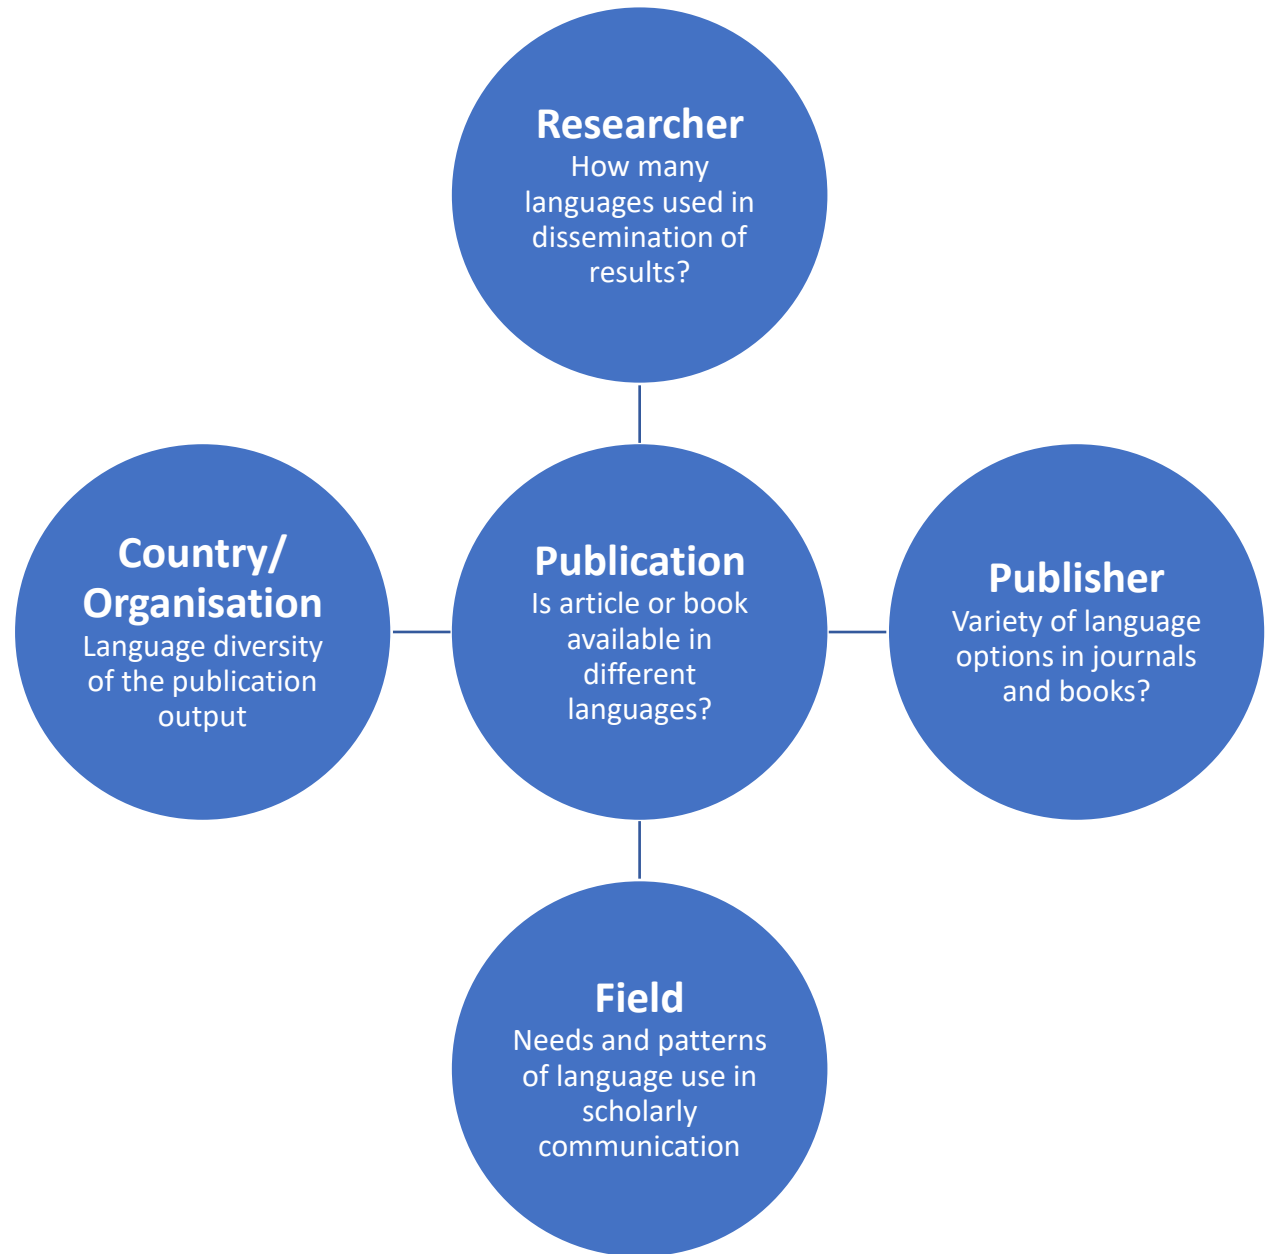 Researcher
How many
languages used in
dissemination of
results?
Country/
Organisation
Language diversity
of the publication
output
Publication
Is article or book
available in
different
languages?
Publisher
Variety of language
options in journals
and books?
Field
Needs and patterns
of language use in
scholarly
communication